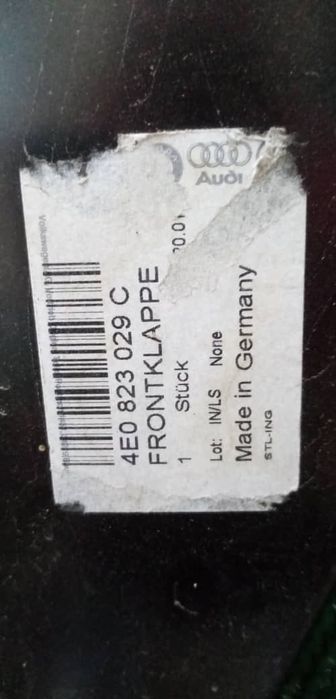 Audi
4E0 823 029 C
FRONTKLAPPE
1 Stück
Lot: IN/LS None
Made in Germany
STL-ING